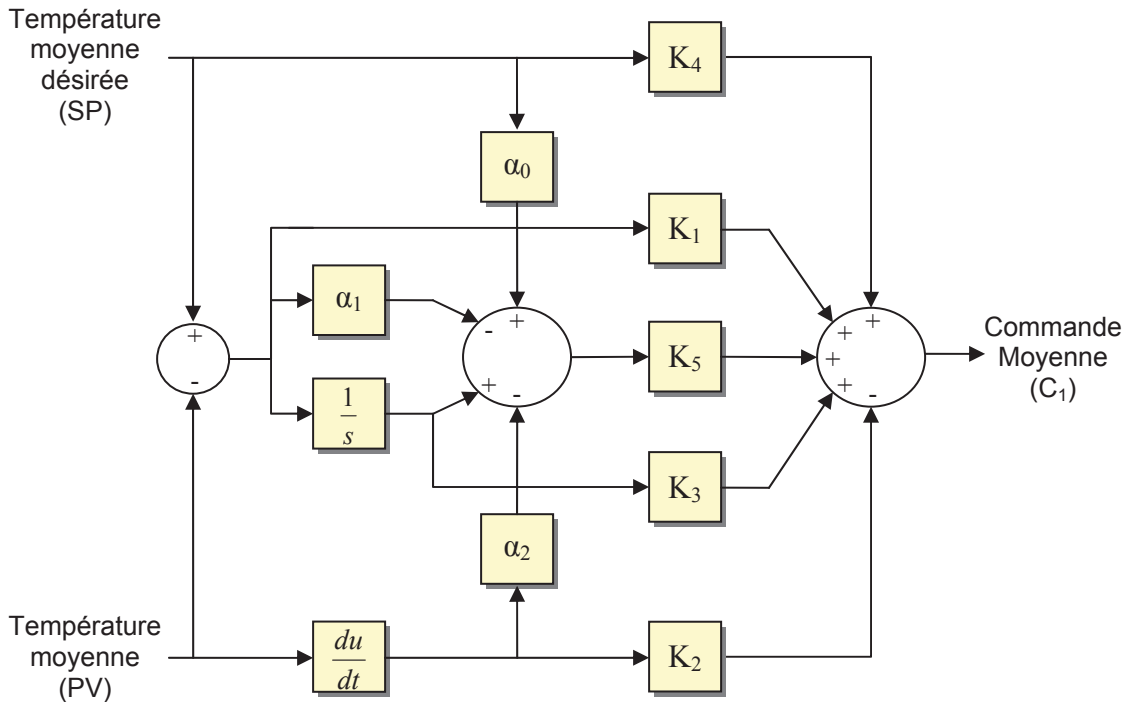 Température
moyenne
désirée
(SP)
K4
α0
K1
α1
- +
+
-
+ +
+
+ -
K5
Commande
Moyenne
(C1)
+
-
1
s
K3
α2
Température
moyenne
(PV)
du
dt
K2